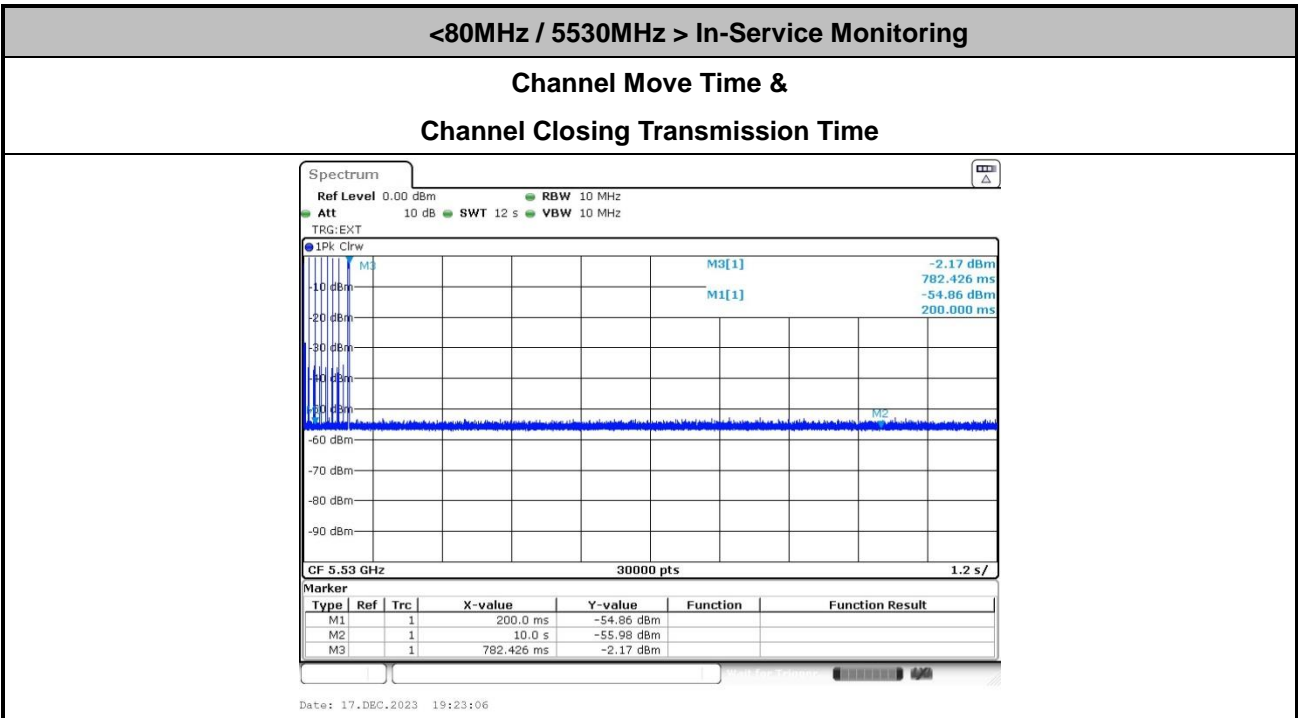 <80MHz / 5530MHz > In-Service Monitoring
Channel Move Time &
Channel Closing Transmission Time
Spectrum
Ref Level 0.00 dBm RBW 10 MHz
Att 10 dB SWT 12 s VBW 10 MHz
TRG:EXT
1Pk Clrw
M3
M3[1] -2.17 dBm
782.426 ms
-10 dBm
M1[1] -54.86 dBm
200.000 ms
-20 dBm
-30 dBm
-40 dBm
M2
-60 dBm
-70 dBm
-80 dBm
-90 dBm
CF 5.53 GHz 30000 pts 1.2 s/
Marker
Type Ref Trc X-value Y-value Function Function Result
M1 1 200.0 ms -54.86 dBm
M2 1 10.0 s -55.98 dBm
M3 1 782.426 ms -2.17 dBm
Date: 17.DEC.2023 19:23:06